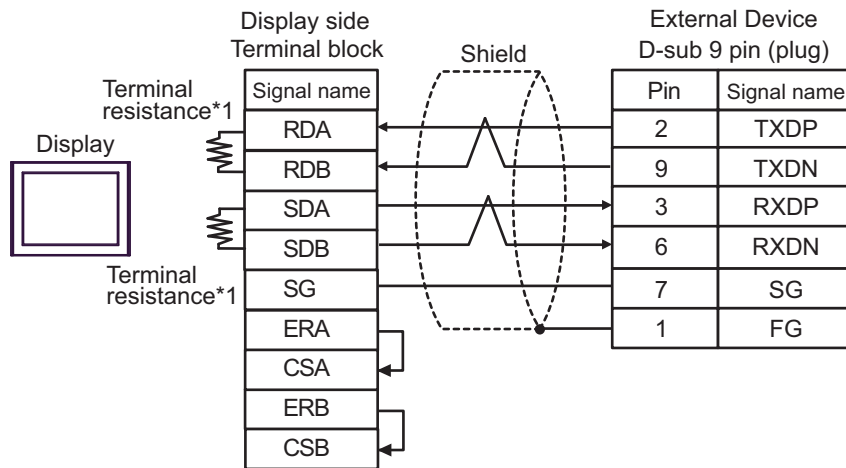 Display side
Terminal block
Shield
External Device
D-sub 9 pin (plug)
Terminal
resistance*1
Display
Terminal
resistance*1
Signal name
RDA
RDB
SDA
SDB
SG
ERA
CSA
ERB
CSB
Pin Signal name
2 TXDP
9 TXDN
3 RXDP
6 RXDN
7 SG
1 FG